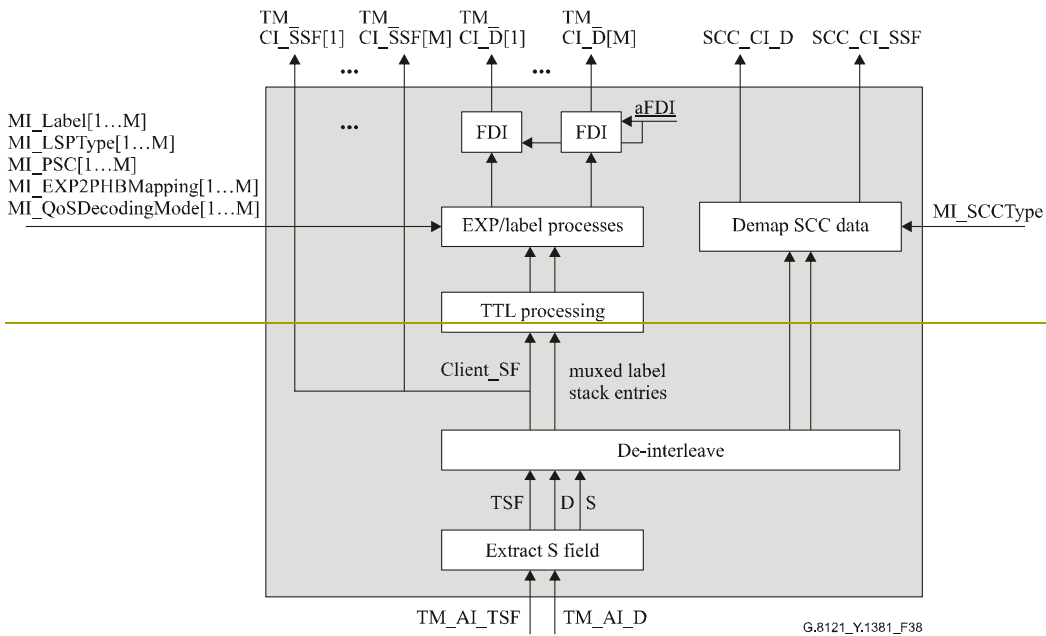 TM_ TM_ TM_ TM_
CI_SSF[1] CI_SSF[M] CI_D[1] CI_D[M] SCC_CI_D SCC_CI_SSF
... ...
MI_Label[1…M]
MI_LSPType[1…M]
MI_PSC[1…M]
MI_EXP2PHBMapping[1…M]
MI_QoSDecodingMode[1…M]
...
aFDI
FDI FDI
EXP/label processes
Demap SCC data
MI_SCCType
TTL processing
Client_SF
muxed label
stack entries
De-interleave
TSF D S
Extract S field
TM_AI_TSF TM_AI_D
G.8121_Y.1381_F38